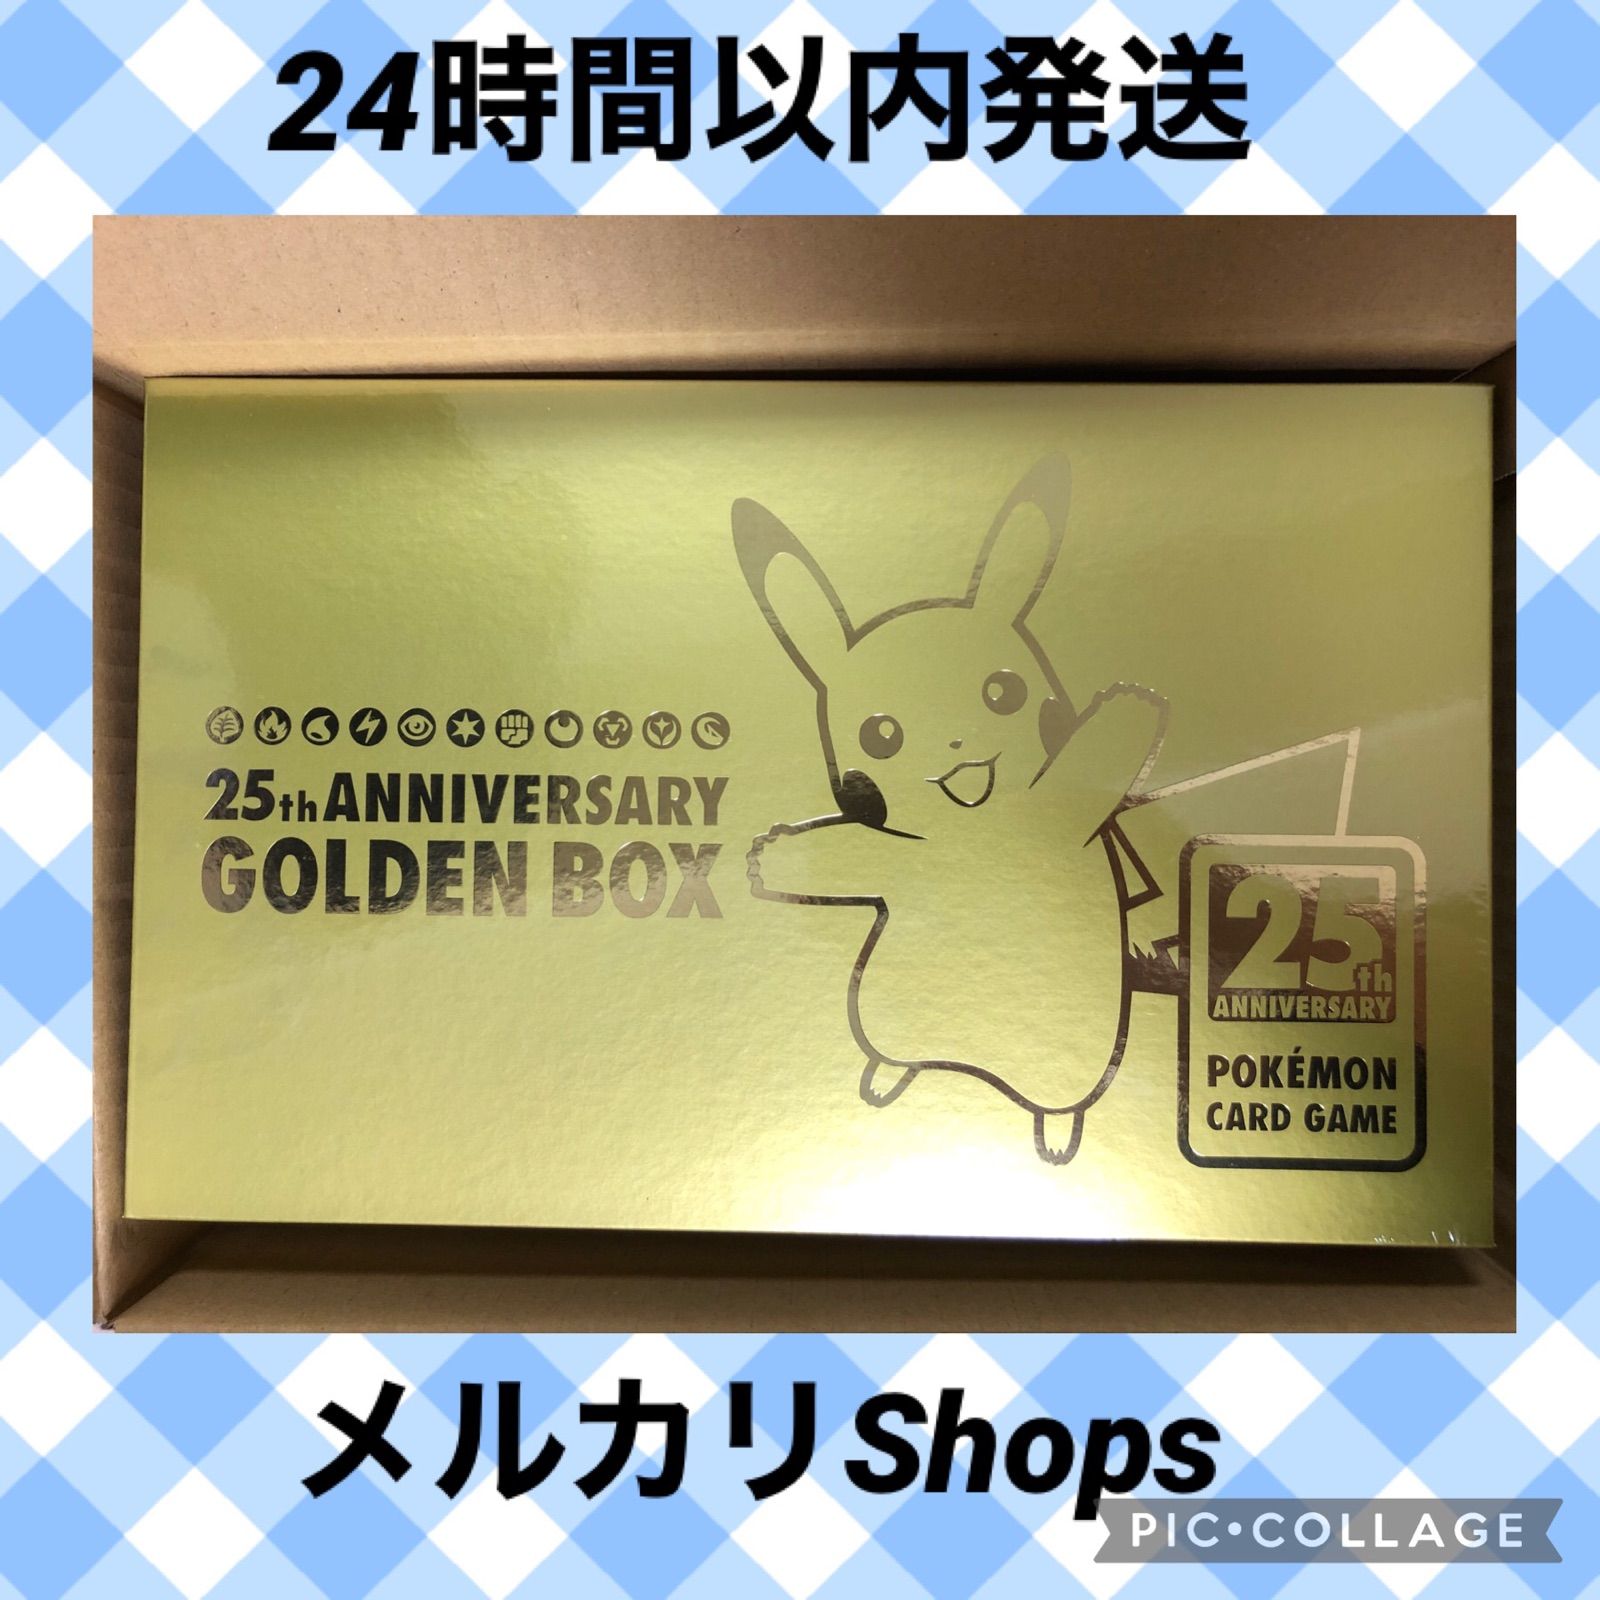 24時間以内発送
25th ANNIVERSARY
GOLDEN BOX
25th
ANNIVERSARY
POKÉMON
CARD GAME
メルカリShops
PIC•COLLAGE